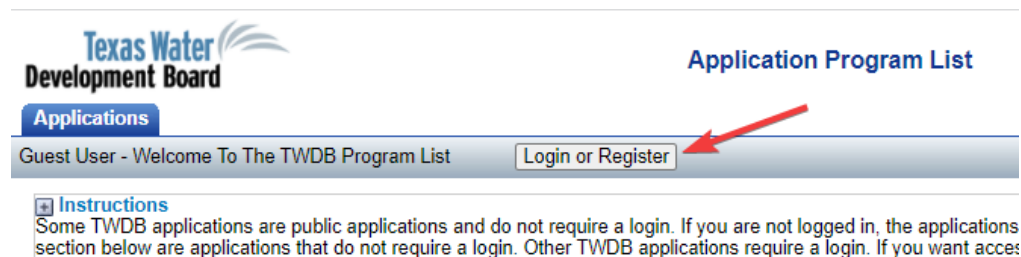 Texas Water
Development Board
Application Program List
Applications
Guest User - Welcome To The TWDB Program List
Login or Register
Instructions
Some TWDB applications are public applications and do not require a login. If you are not logged in, the applications
section below are applications that do not require a login. Other TWDB applications require a login. If you want acces